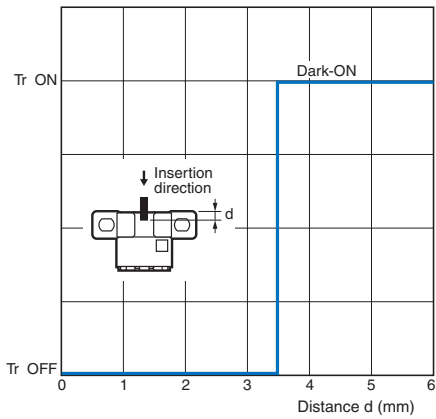 Tr ON
Dark-ON
Insertion
direction
d
Tr OFF
0 1 2 3 4 5 6
Distance d (mm)